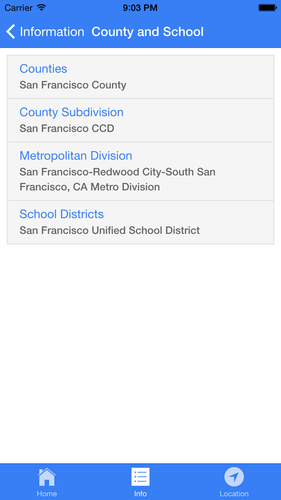 Carrier 9:03 PM
Information County and School
Counties
San Francisco County
County Subdivision
San Francisco CCD
Metropolitan Division
San Francisco-Redwood City-South San
Francisco, CA Metro Division
School Districts
San Francisco Unified School District
Home Info Location